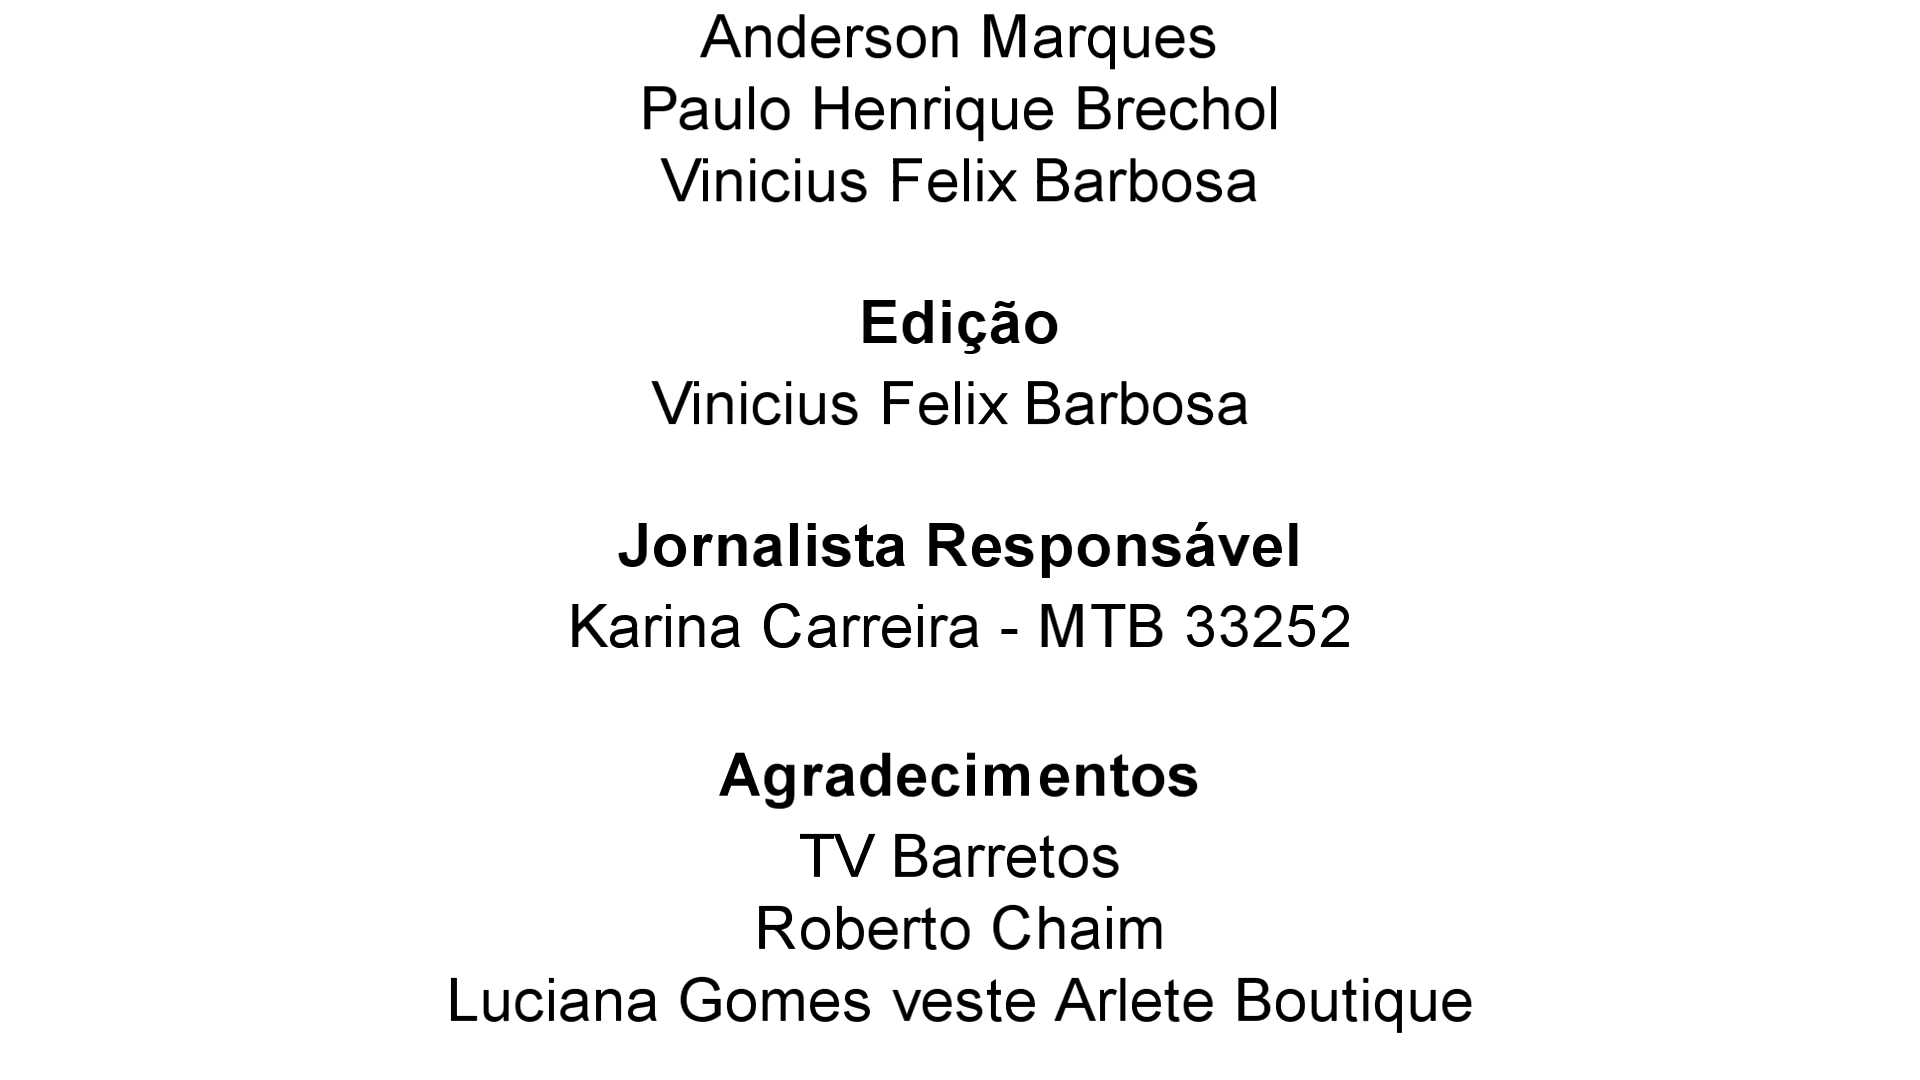 Anderson Marques
Paulo Henrique Brechol
Vinicius Felix Barbosa
Edição
Vinicius Felix Barbosa
Jornalista Responsável
Karina Carreira - MTB 33252
Agradecimentos
TV Barretos
Roberto Chaim
Luciana Gomes veste Arlete Boutique